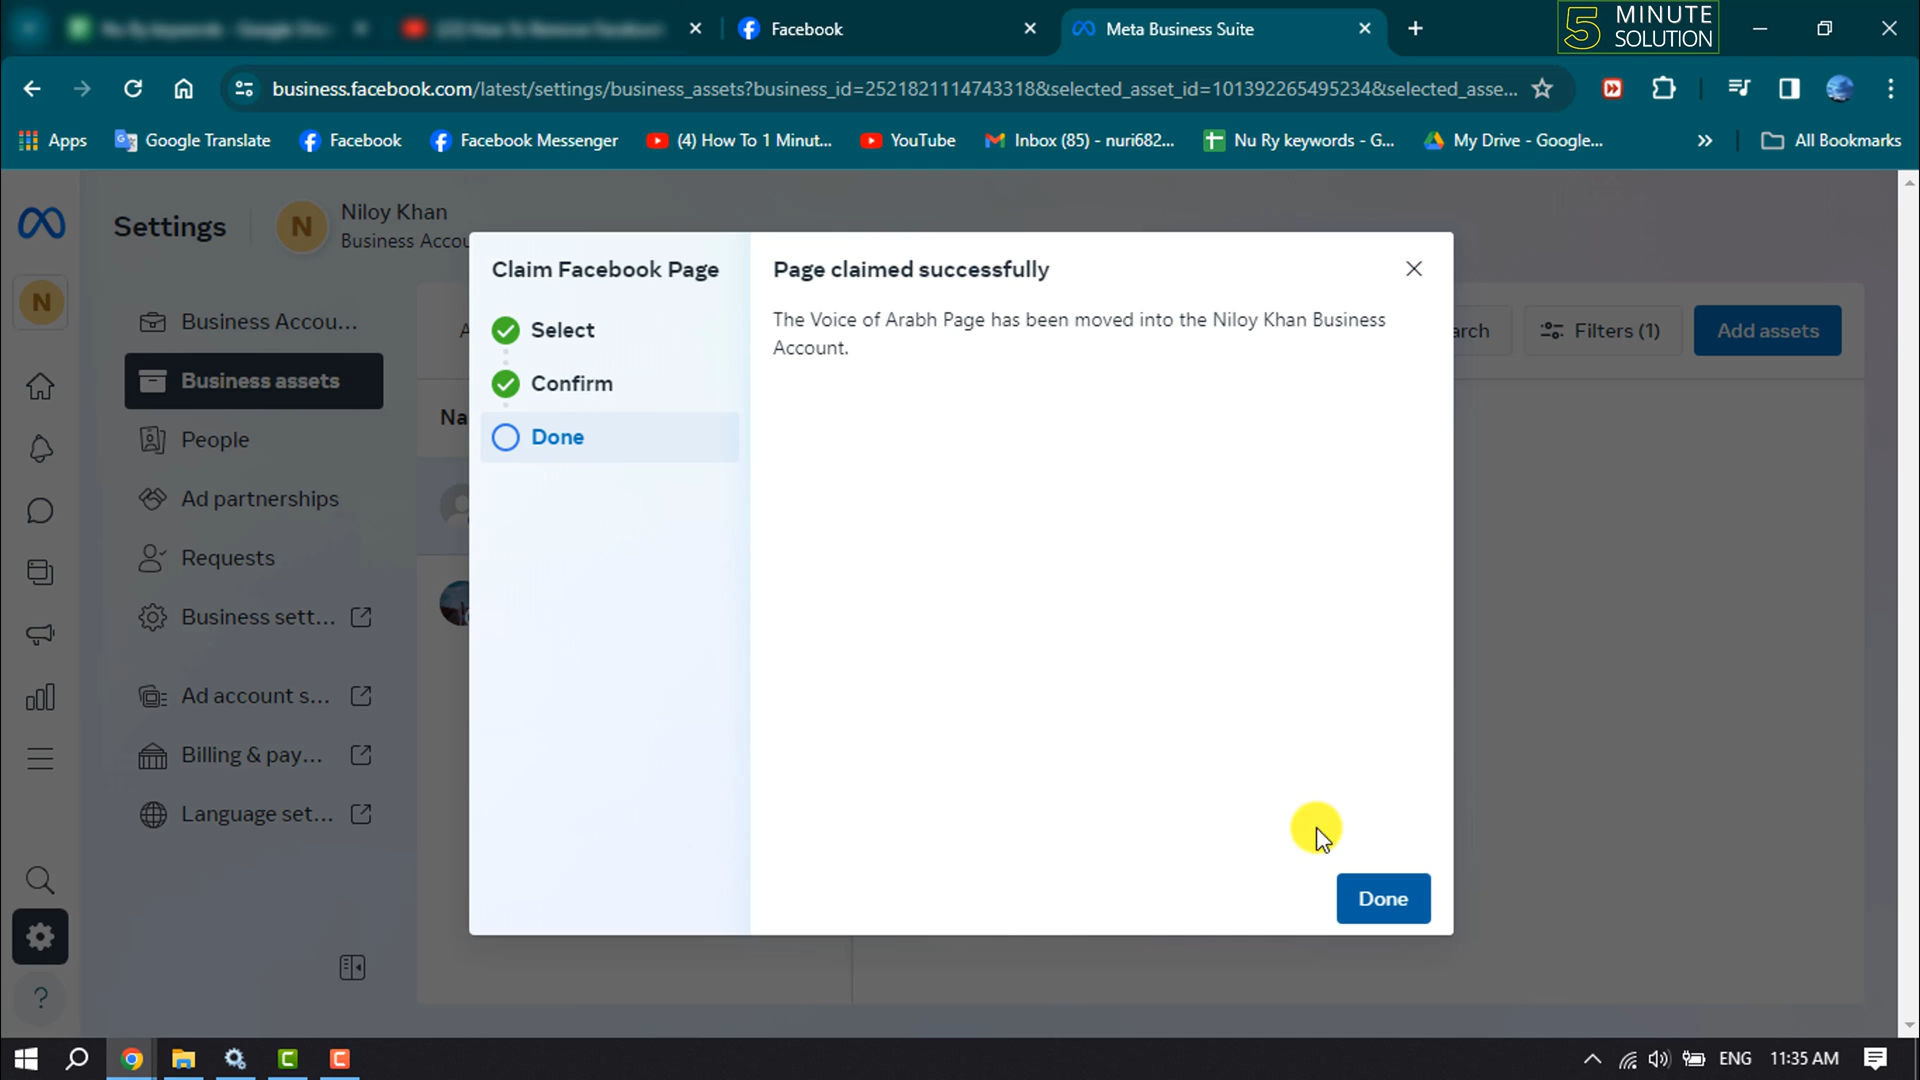 Facebook
Meta Business Suite
5 MINUTE
SOLUTION
business.facebook.com/latest/settings/business_assets?business_id=2521821114743318&selected_asset_id=101392265495234&selected_asse...
Apps
Google Translate
Facebook
Facebook Messenger
(4) How To 1 Minut...
YouTube
Inbox (85) - nuri682...
Nu Ry keywords - G...
My Drive - Google...
All Bookmarks
Settings
N
Niloy Khan
Business Accou
N
Business Accou...
Business assets
People
Ad partnerships
Requests
Business sett...
Ad account s...
Billing & pay...
Language set...
Na
arch
Filters (1)
Add assets
Claim Facebook Page
Select
Confirm
Done
Page claimed successfully
The Voice of Arabh Page has been moved into the Niloy Khan Business
Account.
Done
ENG
11:35 AM